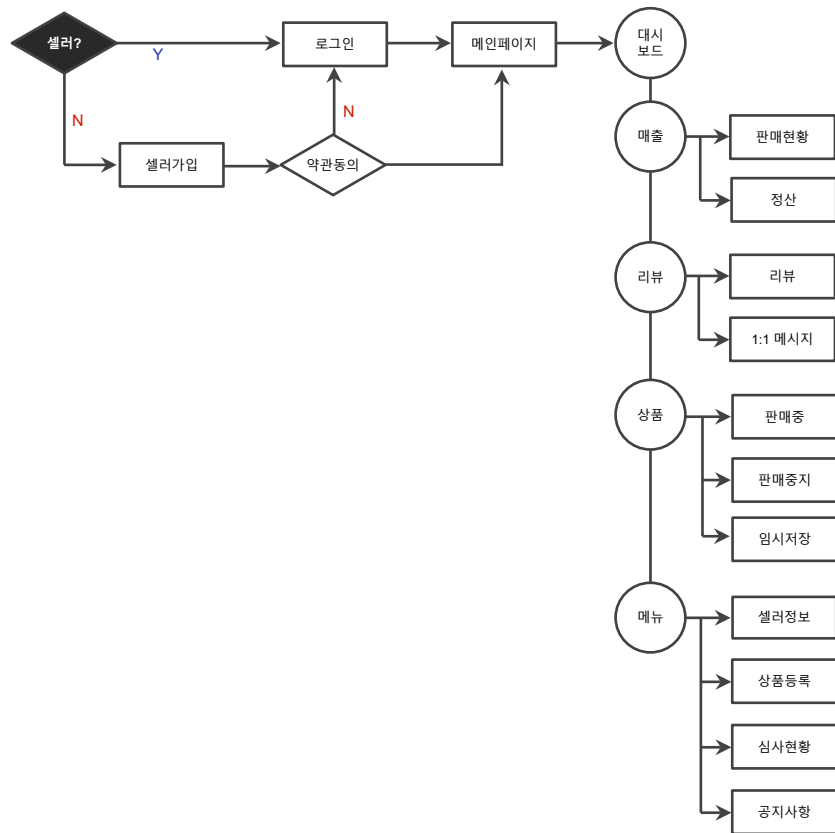 셀러?
Y
로그인
메인페이지
대시
보드
N
N
셀러가입
약관동의
매출
판매현황
정산
리뷰
리뷰
1:1 메시지
상품
판매중
판매중지
임시저장
메뉴
셀러정보
상품등록
심사현황
공지사항